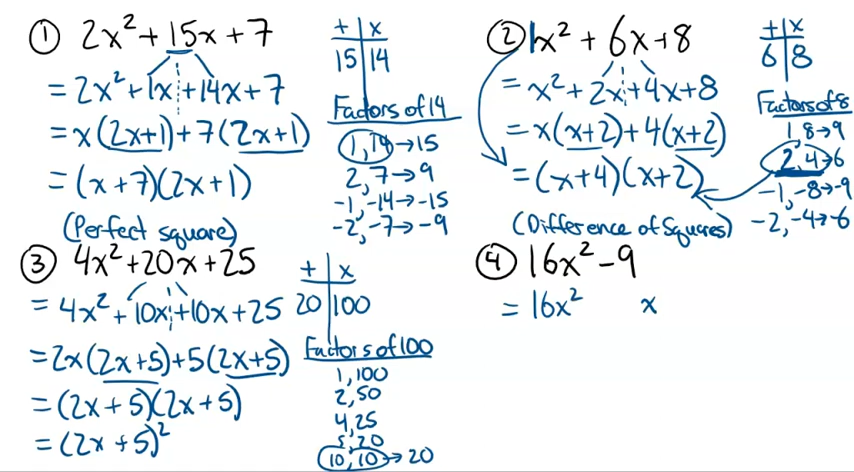 ① 2x² + 15x + 7
= 2x² + 1x + 14x + 7
= x(2x+1) + 7(2x+1)
= (x+7)(2x+1)
+ x
15 14
Factors of 14
1, 14 → 15
2, 7 → 9
-1, -14 → -15
-2, -7 → -9
② 1x² + 6x + 8
= x² + 2x + 4x + 8
= x(x+2) + 4(x+2)
= (x+4)(x+2)
+ x
6 8
Factors of 8
1, 8 → 9
2, 4 → 6
-1, -8 → -9
-2, -4 → -6
(Perfect square)
③ 4x² + 20x + 25
= 4x² + 10x + 10x + 25
= 2x(2x+5) + 5(2x+5)
= (2x+5)(2x+5)
= (2x+5)²
+ x
20 100
Factors of 100
1, 100
2, 50
4, 25
5, 20
10, 10 → 20
(Difference of Squares)
④ 16x² - 9
= 16x² x